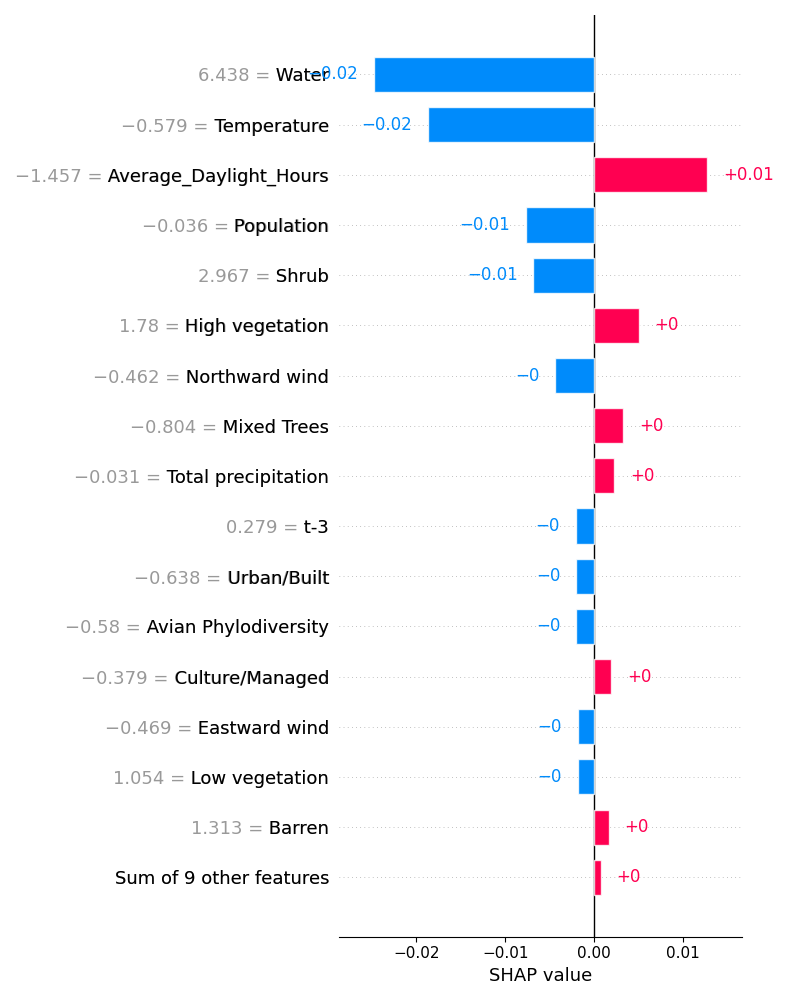 6.438 = Water −0.02
−0.579 = Temperature −0.02
−1.457 = Average_Daylight_Hours +0.01
−0.036 = Population −0.01
2.967 = Shrub −0.01
1.78 = High vegetation +0
−0.462 = Northward wind −0
−0.804 = Mixed Trees +0
−0.031 = Total precipitation +0
0.279 = t-3 −0
−0.638 = Urban/Built −0
−0.58 = Avian Phylodiversity −0
−0.379 = Culture/Managed +0
−0.469 = Eastward wind −0
1.054 = Low vegetation −0
1.313 = Barren +0
Sum of 9 other features +0
−0.02 −0.01 0.00 0.01
SHAP value